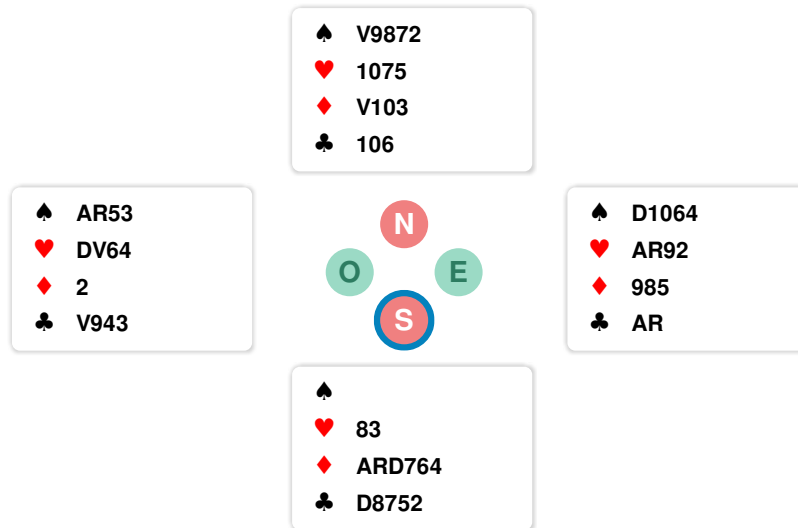 ♠ V9872
♥ 1075
♦ V103
♣ 106
♠ AR53
♥ DV64
♦ 2
♣ V943
N
O E
S
♠ D1064
♥ AR92
♦ 985
♣ AR
♠
♥ 83
♦ ARD764
♣ D8752